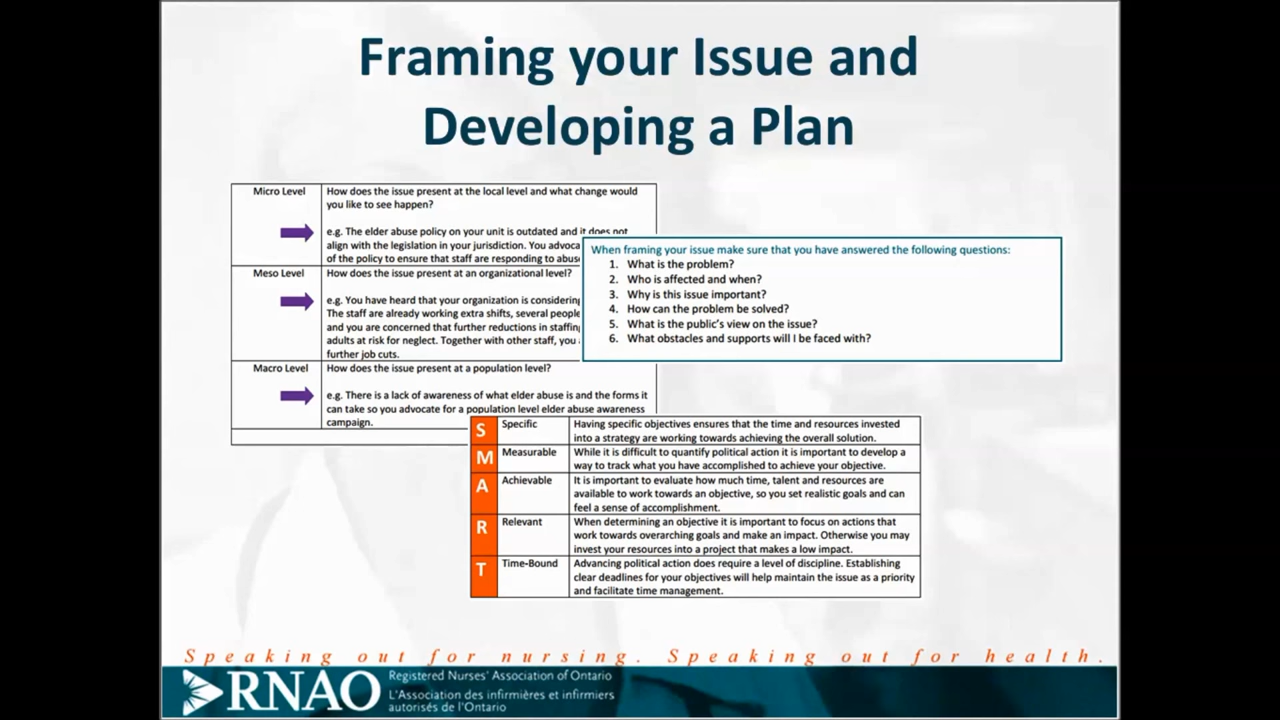 Framing your Issue and
Developing a Plan
Micro Level
How does the issue present at the local level and what change would
you like to see happen?
e.g. The elder abuse policy on your unit is outdated and it does not
align with the legislation in your jurisdiction. You advoca
of the policy to ensure that staff are responding to abus
Meso Level
How does the issue present at an organizational level?
e.g. You have heard that your organization is considering
The staff are already working extra shifts, several people
and you are concerned that further reductions in staffing
adults at risk for neglect. Together with other staff, you
further job cuts.
Macro Level
How does the issue present at a population level?
e.g. There is a lack of awareness of what elder abuse is and the forms it
can take so you advocate for a population level elder abuse awareness
campaign.
When framing your issue make sure that you have answered the following questions:
1. What is the problem?
2. Who is affected and when?
3. Why is this issue important?
4. How can the problem be solved?
5. What is the public's view on the issue?
6. What obstacles and supports will I be faced with?
S
Specific
Having specific objectives ensures that the time and resources invested
into a strategy are working towards achieving the overall solution.
M
Measurable
While it is difficult to quantify political action it is important to develop a
way to track what you have accomplished to achieve your objective.
A
Achievable
It is important to evaluate how much time, talent and resources are
available to work towards an objective, so you set realistic goals and can
feel a sense of accomplishment.
R
Relevant
When determining an objective it is important to focus on actions that
work towards overarching goals and make an impact. Otherwise you may
invest your resources into a project that makes a low impact.
T
Time-Bound
Advancing political action does require a level of discipline. Establishing
clear deadlines for your objectives will help maintain the issue as a priority
and facilitate time management.
Speaking out for nursing. Speaking out for health.
RNAO
Registered Nurses' Association of Ontario
L'Association des infirmières et infirmiers
autorisés de l'Ontario